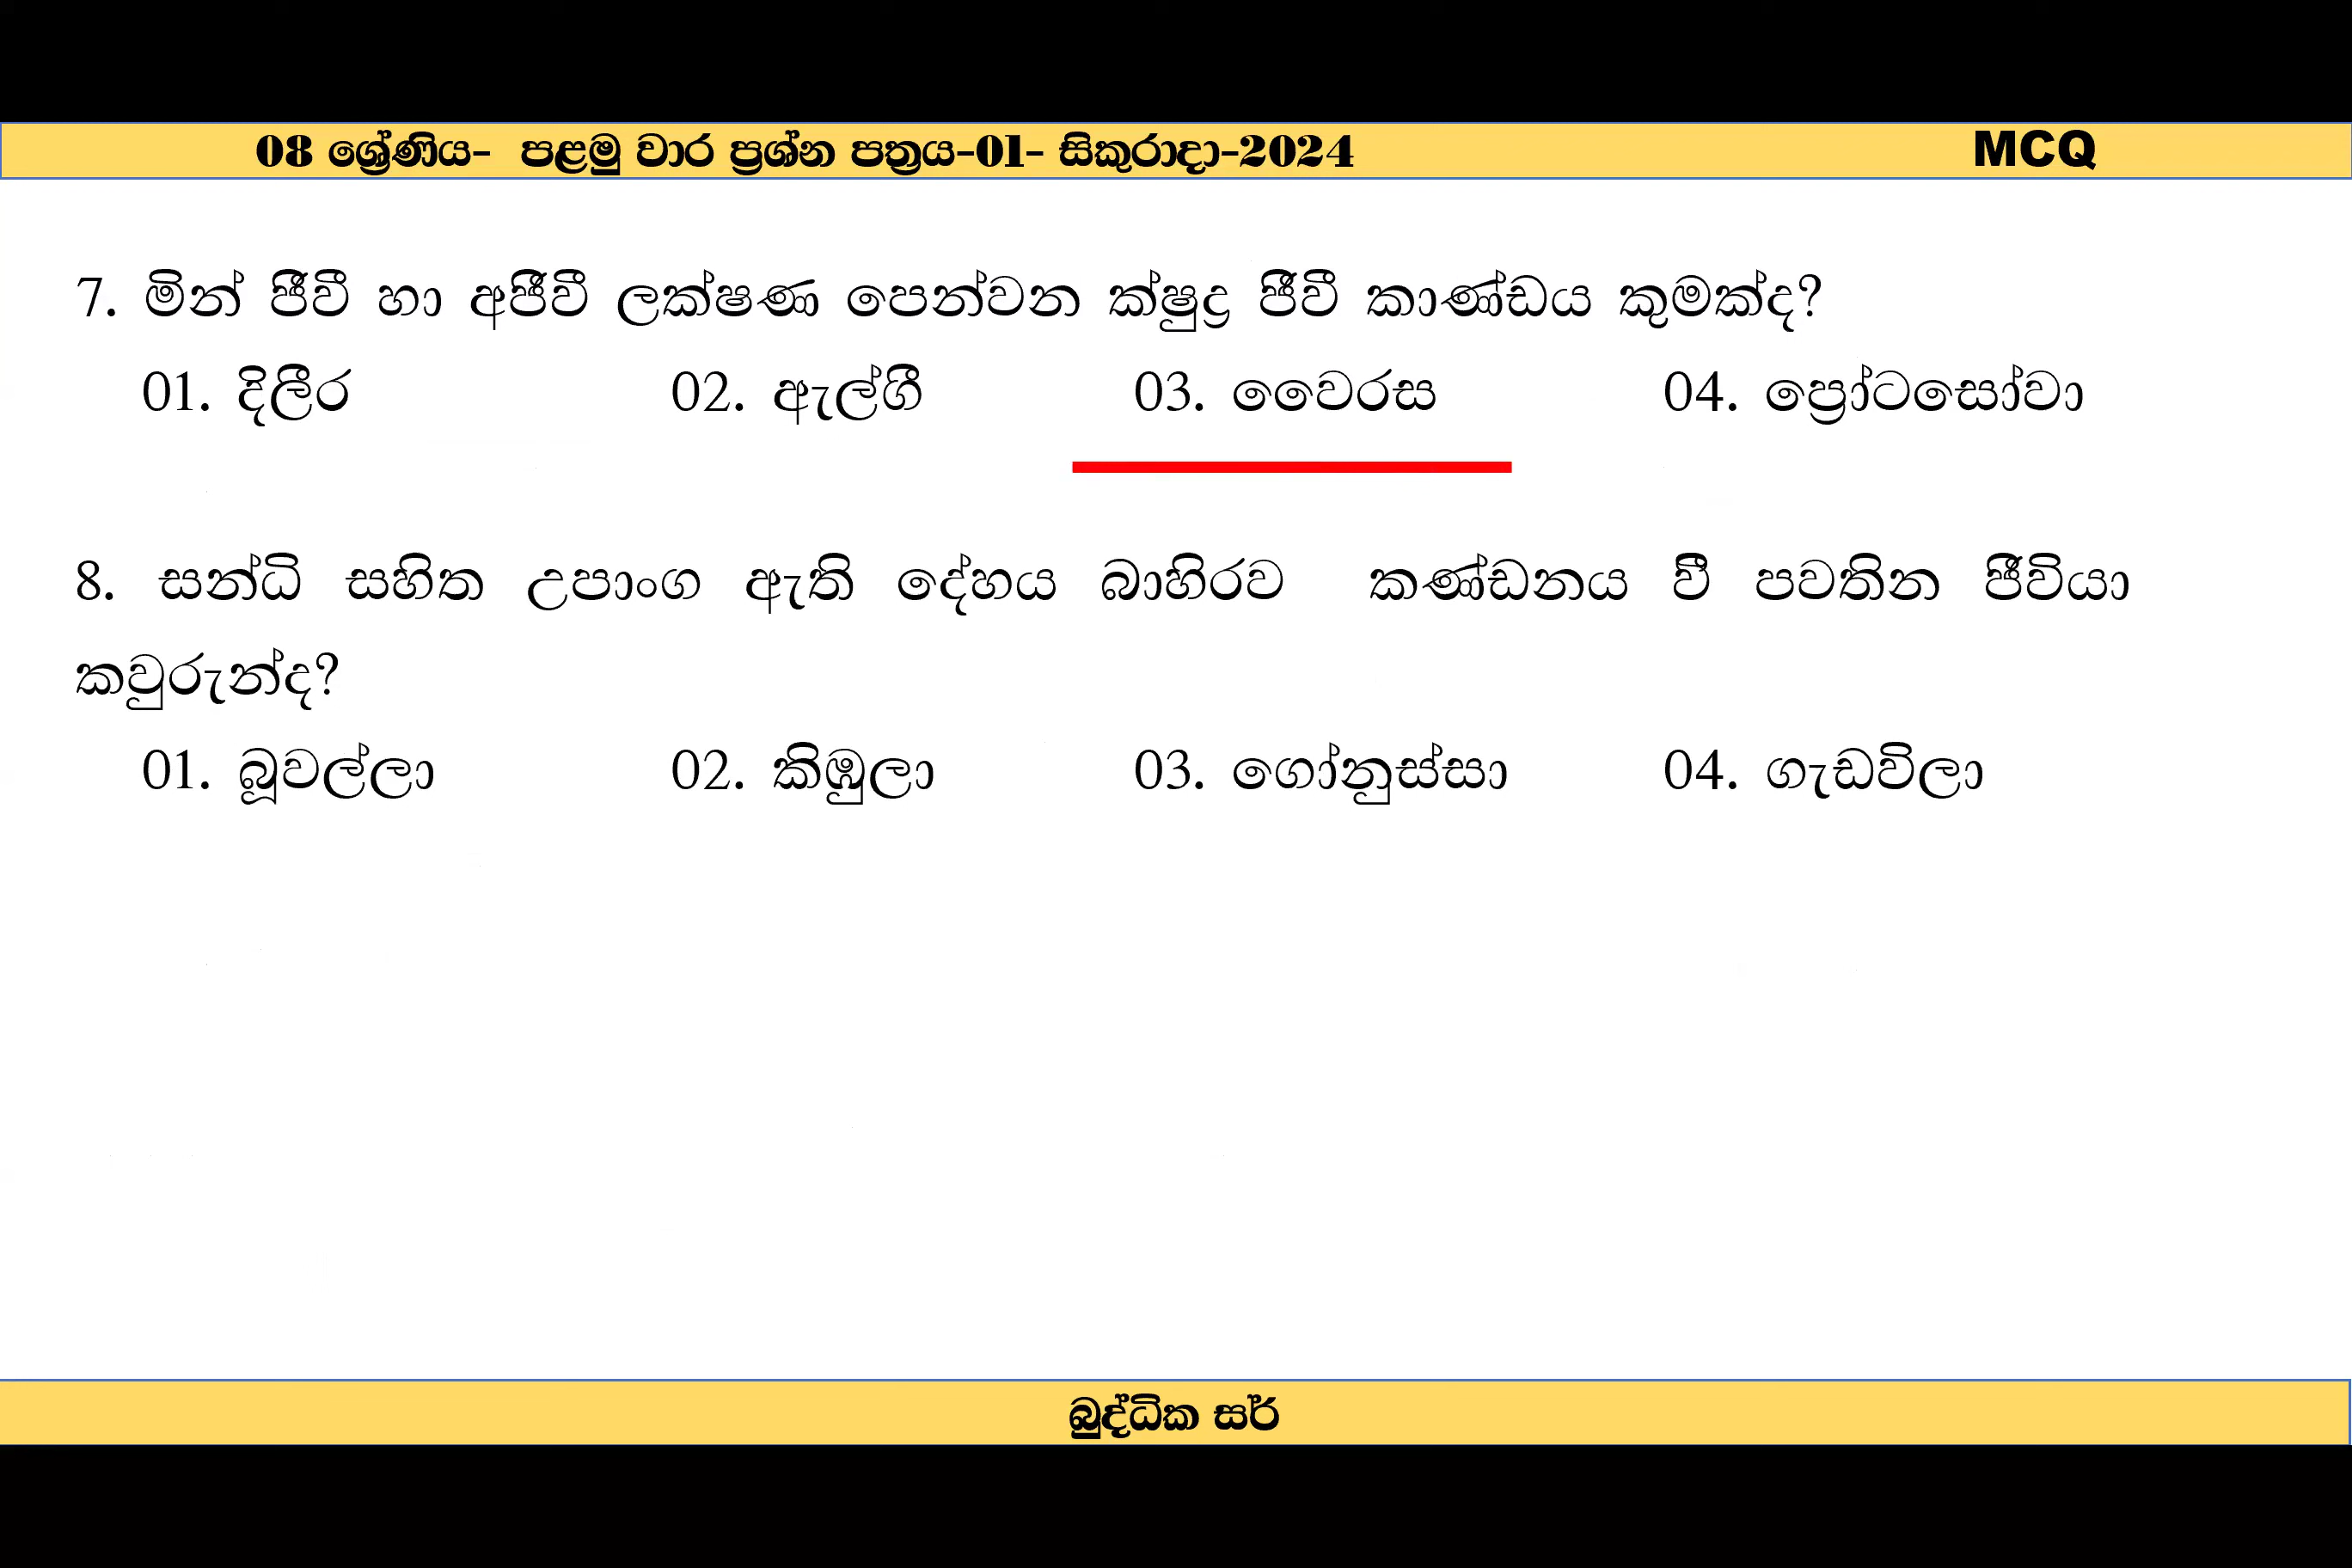 08 ශ්‍රේණිය-  පළමු වාර ප්‍රශ්න පත්‍රය-01- සිකුරාදා-2024 MCQ
7. මින් ජීවී හා අජීවී ලක්ෂණ පෙන්වන ක්ෂුද්‍ර ජීවී කාණ්ඩය කුමක්ද?
01. දිලීර 02. ඇල්ගී 03. වෛරස 04. ප්‍රෝටසෝවා
8. සන්ධි සහිත උපාංග ඇති දේහය බාහිරව කණ්ඩනය වී පවතින ජීවියා
කවුරුන්ද?
01. බූවල්ලා 02. කිඹුලා 03. ගෝනුස්සා 04. ගැඩවිලා
බුද්ධික සර්